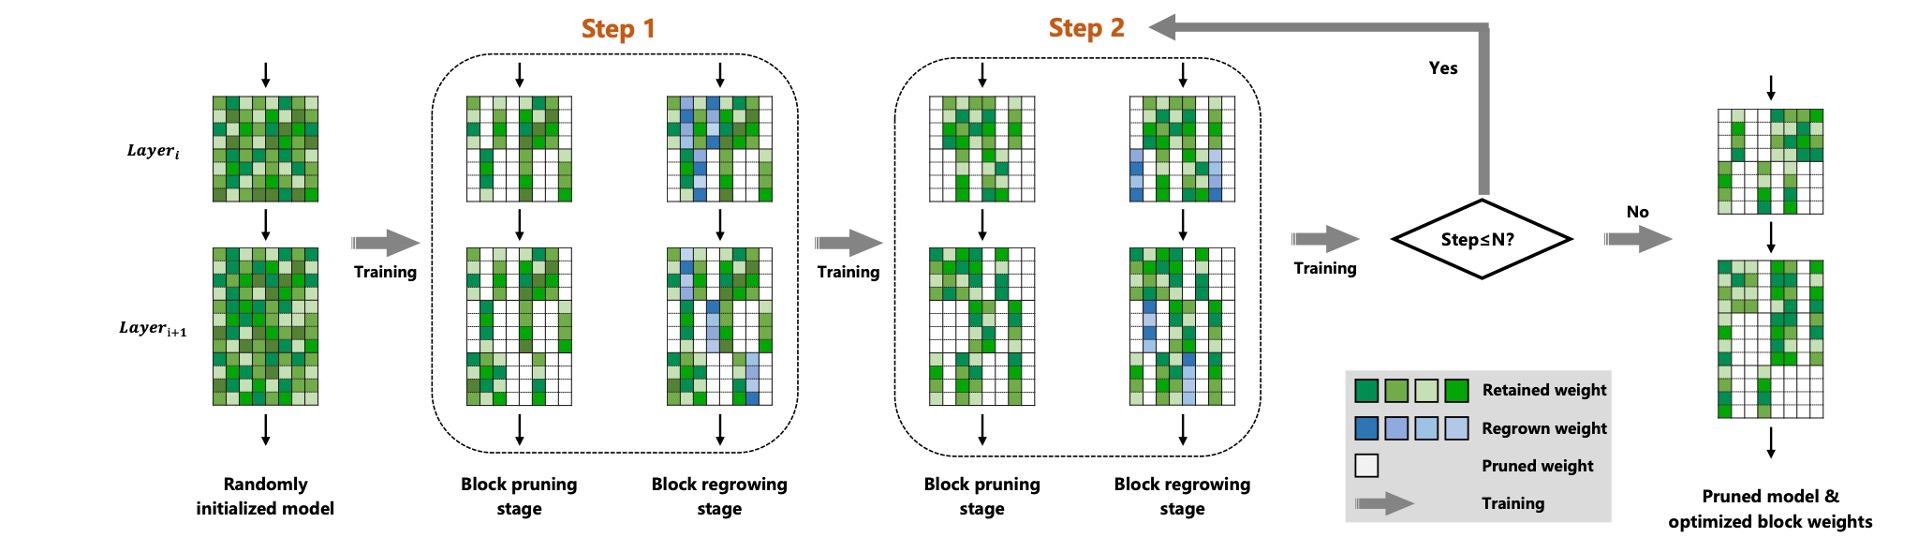 Step 1
Step 2
Yes
Layer i
Layer i+1
Training
Training
Training
Step≤N?
No
Retained weight
Regrown weight
Pruned weight
Training
Randomly
initialized model
Block pruning
stage
Block regrowing
stage
Block pruning
stage
Block regrowing
stage
Pruned model &
optimized block weights